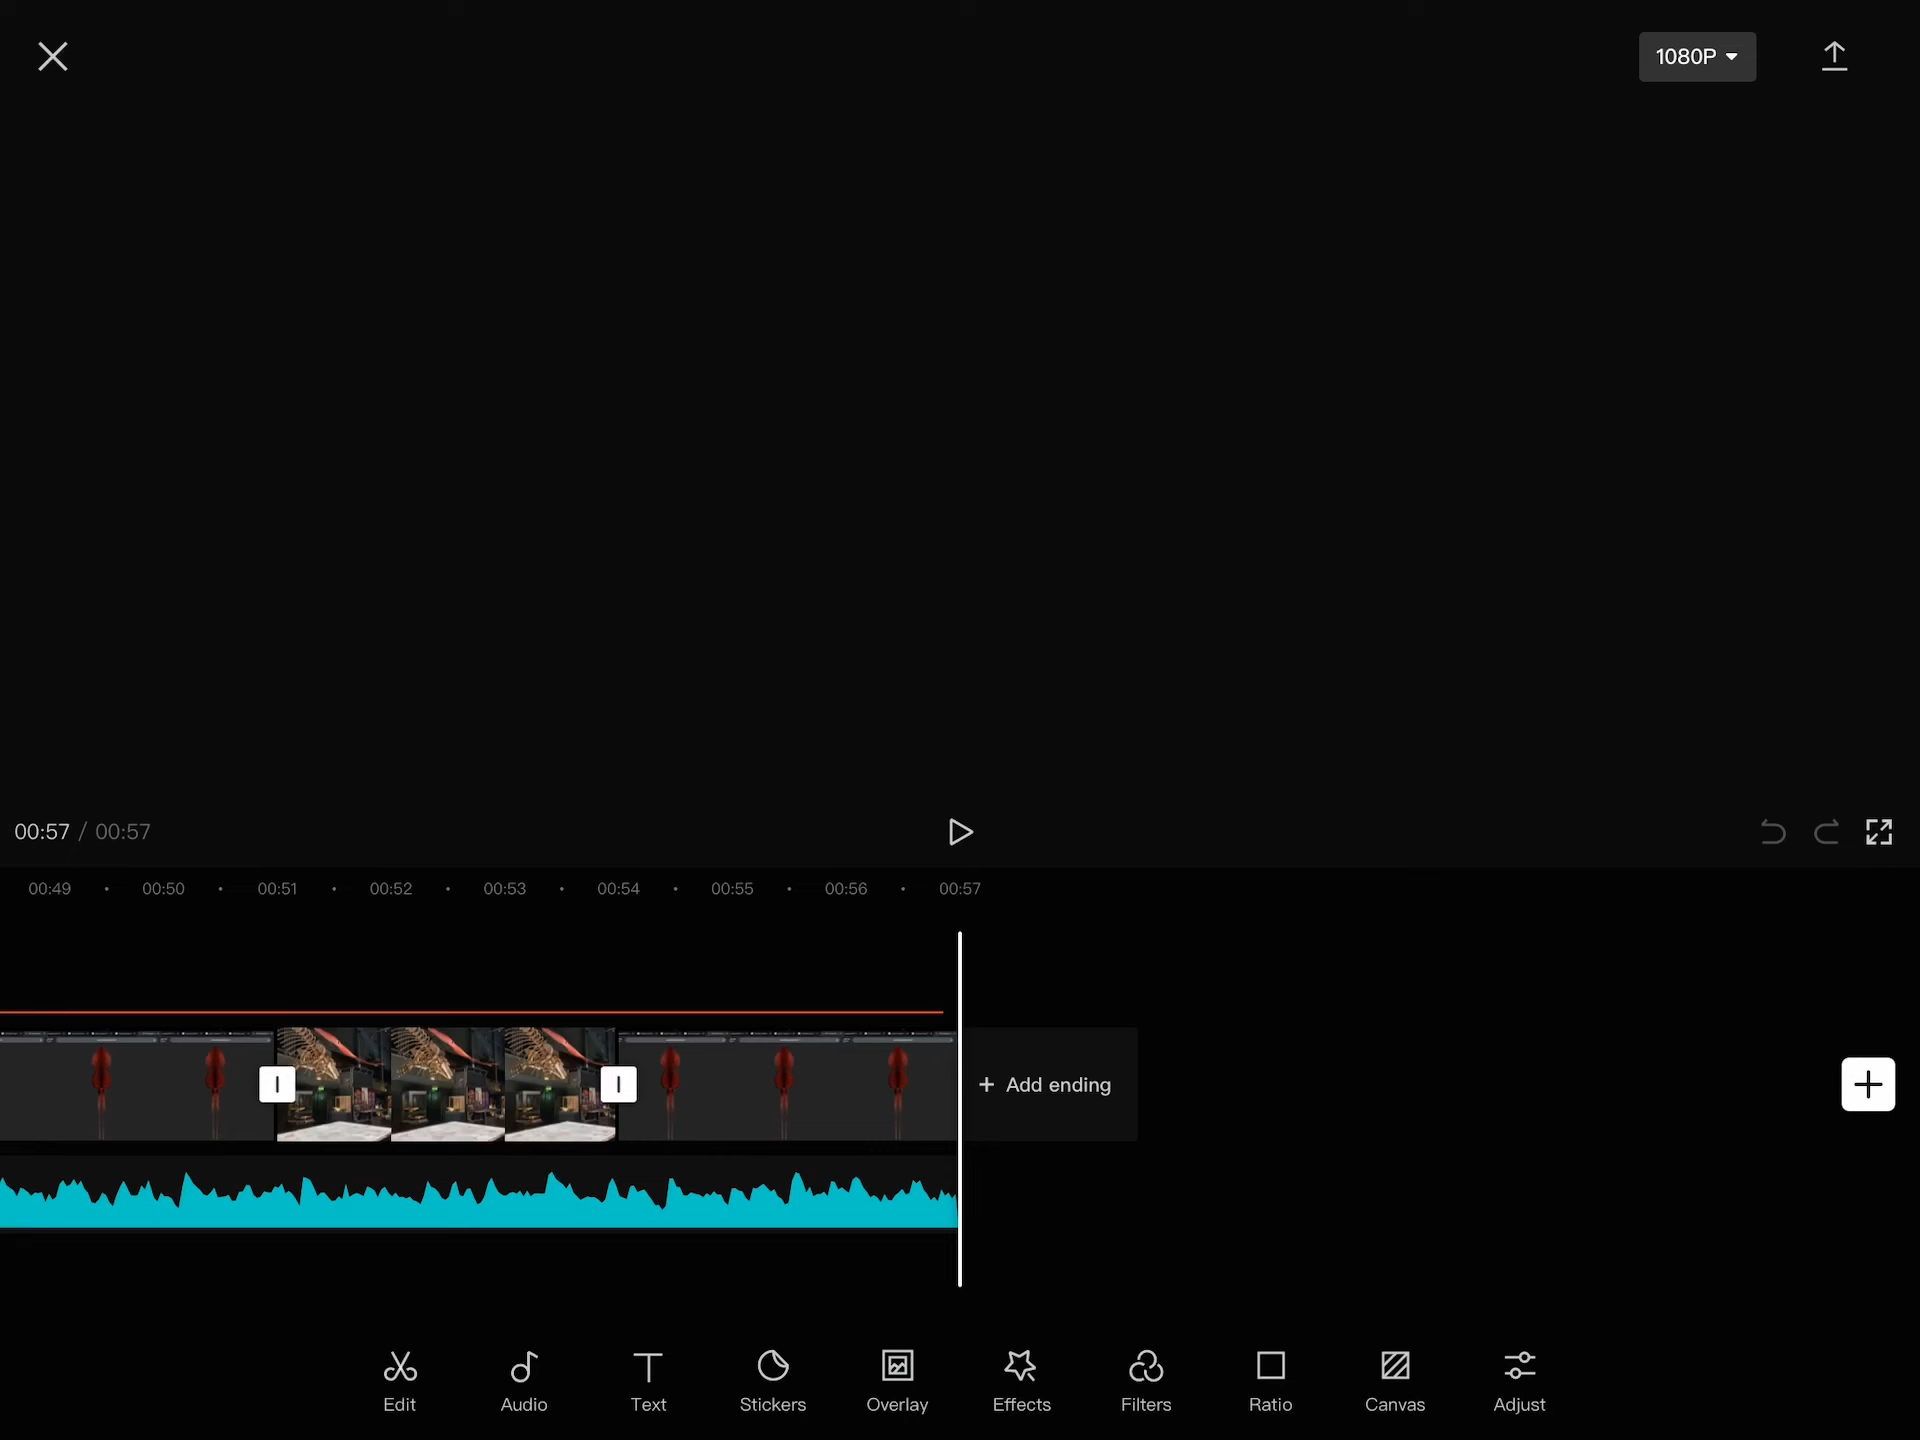 1080P
00:57 / 00:57
00:49 • 00:50 • 00:51 • 00:52 • 00:53 • 00:54 • 00:55 • 00:56 • 00:57
+ Add ending
Edit Audio Text Stickers Overlay Effects Filters Ratio Canvas Adjust